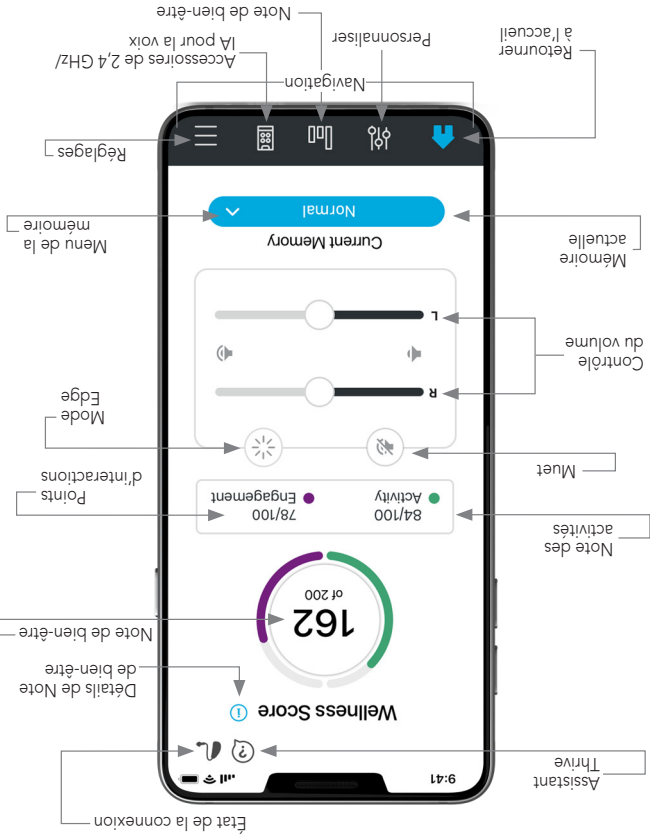 État de la connexion
Assistant
Thrive
9:41
Wellness Score
Détails de Note
de bien-être
Note de bien-être
162
of 200
Note des
activités
84/100
Activity
78/100
Engagement
Points
d'interactions
Muet
Mode
Edge
R
L
Contrôle
du volume
Current Memory
Normal
Mémoire
actuelle
Menu de la
mémoire
Réglages
Navigation
Retourner
à l'accueil
Personnaliser
Accessoires de 2,4 GHz/
IA pour la voix
Note de bien-être